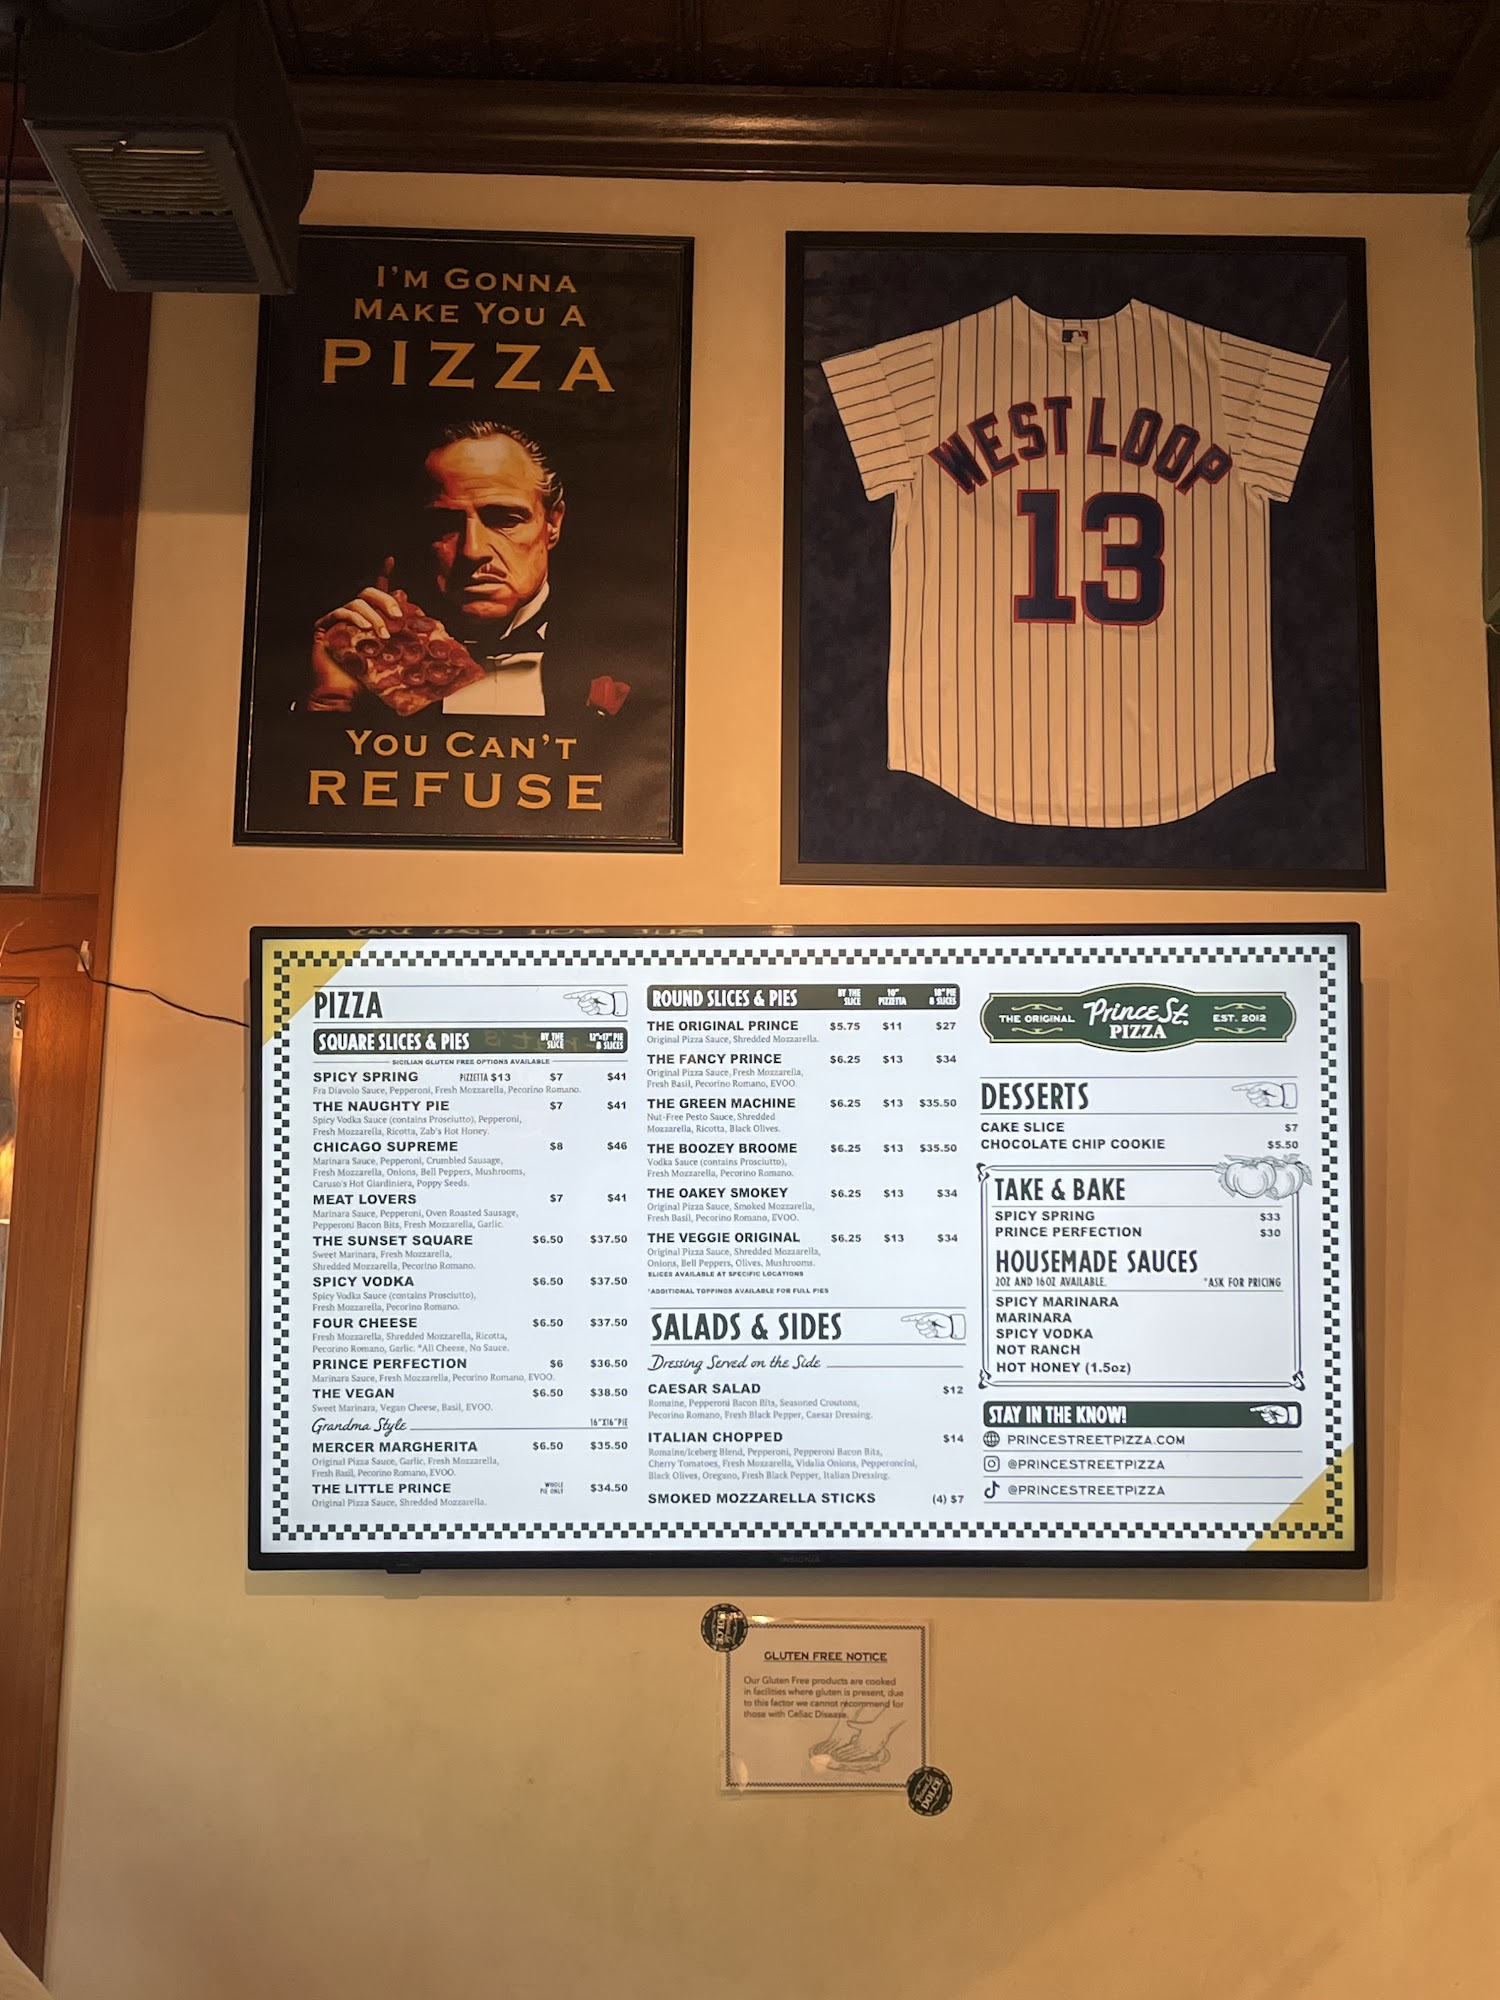 I'M GONNA
MAKE YOU A
PIZZA
YOU CAN'T
REFUSE
WEST LOOP
13
PIZZA
SQUARE SLICES & PIES BY THE SLICE 12"x17" PIE 8 SLICES
SICILIAN GLUTEN FREE OPTIONS AVAILABLE
SPICY SPRING PIZZETTA $13 $7 $41
Fra Diavolo Sauce, Pepperoni, Fresh Mozzarella, Pecorino Romano.
THE NAUGHTY PIE $7 $41
Spicy Vodka Sauce (contains Prosciutto), Pepperoni,
Fresh Mozzarella, Ricotta, Zab's Hot Honey.
CHICAGO SUPREME $8 $46
Marinara Sauce, Pepperoni, Crumbled Sausage,
Fresh Mozzarella, Onions, Bell Peppers, Mushrooms,
Caruso's Hot Giardiniera, Poppy Seeds.
MEAT LOVERS $7 $41
Marinara Sauce, Pepperoni, Oven Roasted Sausage,
Pepperoni Bacon Bits, Fresh Mozzarella, Garlic.
THE SUNSET SQUARE $6.50 $37.50
Sweet Marinara, Fresh Mozzarella,
Shredded Mozzarella, Pecorino Romano.
SPICY VODKA $6.50 $37.50
Spicy Vodka Sauce (contains Prosciutto),
Fresh Mozzarella, Pecorino Romano.
FOUR CHEESE $6.50 $37.50
Fresh Mozzarella, Shredded Mozzarella, Ricotta,
Pecorino Romano, Garlic. *All Cheese, No Sauce.
PRINCE PERFECTION $6 $36.50
Marinara Sauce, Fresh Mozzarella, Pecorino Romano, EVOO.
THE VEGAN $6.50 $38.50
Sweet Marinara, Vegan Cheese, Basil, EVOO.
Grandma Style 16"X16" PIE
MERCER MARGHERITA $6.50 $35.50
Original Pizza Sauce, Garlic, Fresh Mozzarella,
Fresh Basil, Pecorino Romano, EVOO.
THE LITTLE PRINCE WHOLE PIE ONLY $34.50
Original Pizza Sauce, Shredded Mozzarella.
ROUND SLICES & PIES BY THE SLICE 10" PIZZETTA 18" PIE 8 SLICES
THE ORIGINAL PRINCE $5.75 $11 $27
Original Pizza Sauce, Shredded Mozzarella.
THE FANCY PRINCE $6.25 $13 $34
Original Pizza Sauce, Fresh Mozzarella,
Fresh Basil, Pecorino Romano, EVOO.
THE GREEN MACHINE $6.25 $13 $35.50
Nut-Free Pesto Sauce, Shredded
Mozzarella, Ricotta, Black Olives.
THE BOOZEY BROOME $6.25 $13 $35.50
Vodka Sauce (contains Prosciutto),
Fresh Mozzarella, Pecorino Romano.
THE OAKEY SMOKEY $6.25 $13 $34
Original Pizza Sauce, Smoked Mozzarella,
Fresh Basil, Pecorino Romano, EVOO.
THE VEGGIE ORIGINAL $6.25 $13 $34
Original Pizza Sauce, Shredded Mozzarella,
Onions, Bell Peppers, Olives, Mushrooms.
SLICES AVAILABLE AT SPECIFIC LOCATIONS
*ADDITIONAL TOPPINGS AVAILABLE FOR FULL PIES
SALADS & SIDES
Dressing Served on the Side
CAESAR SALAD $12
Romaine, Pepperoni Bacon Bits, Seasoned Croutons,
Pecorino Romano, Fresh Black Pepper, Caesar Dressing.
ITALIAN CHOPPED $14
Romaine/Iceberg Blend, Pepperoni, Pepperoni Bacon Bits,
Cherry Tomatoes, Fresh Mozzarella, Vidalia Onions, Pepperoncini,
Black Olives, Oregano, Fresh Black Pepper, Italian Dressing.
SMOKED MOZZARELLA STICKS (4) $7
THE ORIGINAL Prince St. PIZZA EST. 2012
DESSERTS
CAKE SLICE $7
CHOCOLATE CHIP COOKIE $5.50
TAKE & BAKE
SPICY SPRING $33
PRINCE PERFECTION $30
HOUSEMADE SAUCES
2OZ AND 16OZ AVAILABLE. *ASK FOR PRICING
SPICY MARINARA
MARINARA
SPICY VODKA
NOT RANCH
HOT HONEY (1.5oz)
STAY IN THE KNOW!
PRINCESTREETPIZZA.COM
@PRINCESTREETPIZZA
@PRINCESTREETPIZZA
INSIGNIA
GLUTEN FREE NOTICE
Our Gluten Free products are cooked
in facilities where gluten is present, due
to this factor we cannot recommend for
those with Celiac Disease.
DOLCE